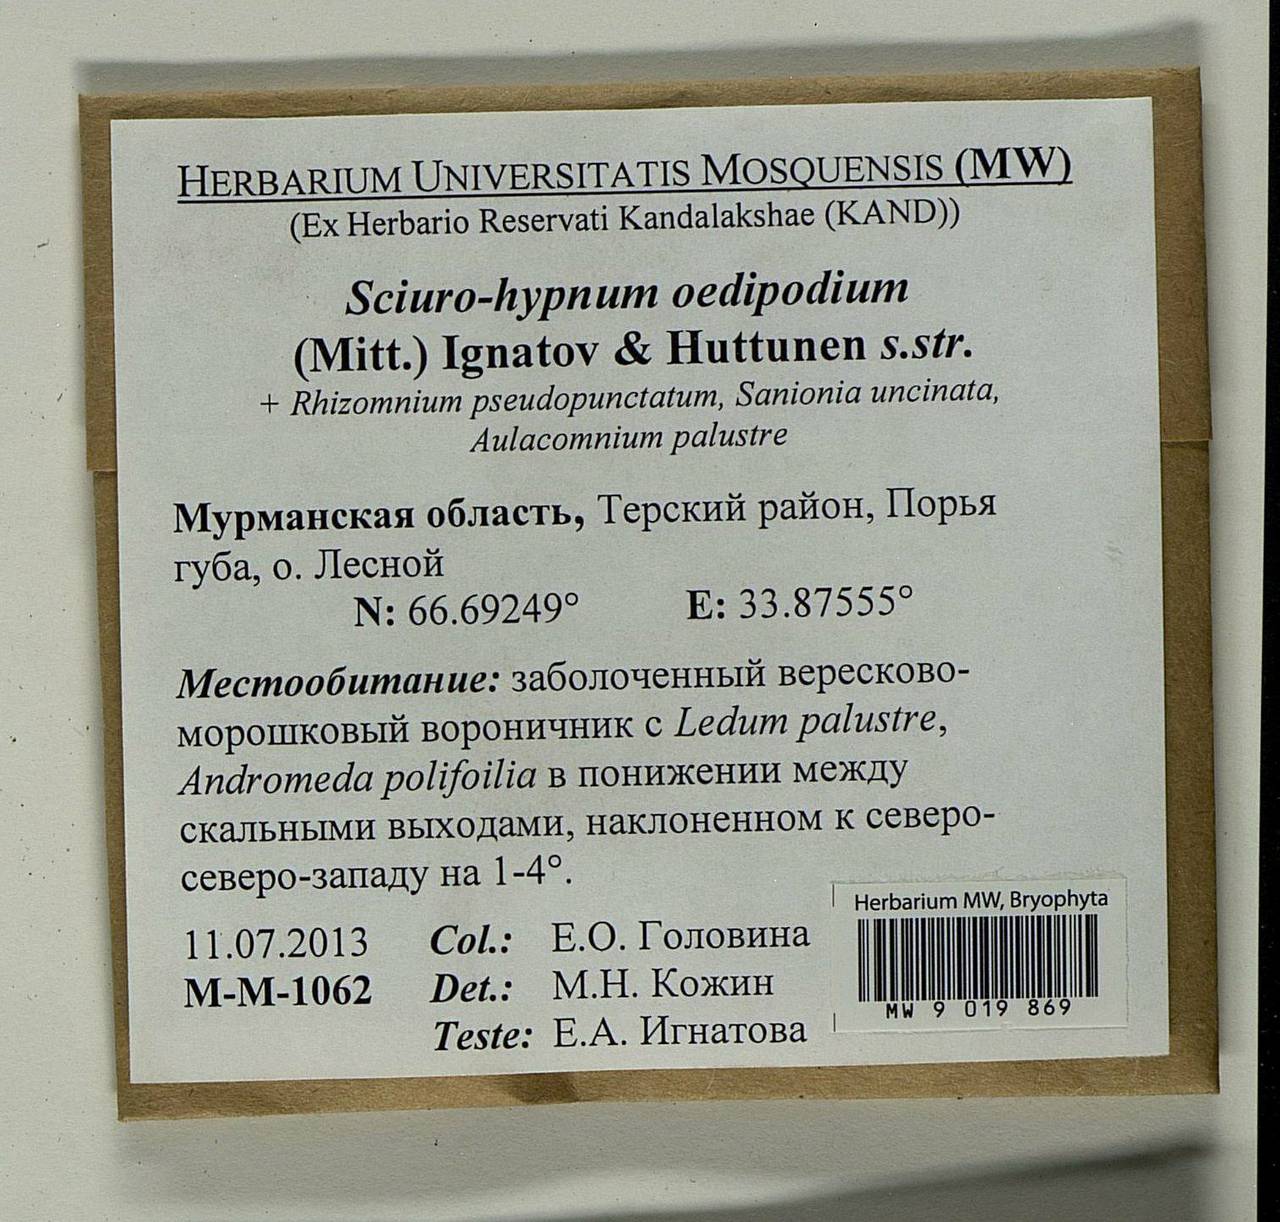 HERBARIUM UNIVERSITATIS MOSQUENSIS (MW)
(Ex Herbario Reservati Kandalakshae (KAND))
Sciuro-hypnum oedipodium
(Mitt.) Ignatov & Huttunen s.str.
+ Rhizomnium pseudopunctatum, Sanionia uncinata,
Aulacomnium palustre
Мурманская область, Терский район, Порья
губа, о. Лесной
N: 66.69249° E: 33.87555°
Местообитание: заболоченный вересково-
морошковый вороничник с Ledum palustre,
Andromeda polifoilia в понижении между
скальными выходами, наклоненном к северо-
северо-западу на 1-4°.
11.07.2013 Col.: Е.О. Головина
М-М-1062 Det.: М.Н. Кожин
Teste: Е.А. Игнатова
Herbarium MW, Bryophyta
MW 9 019 869